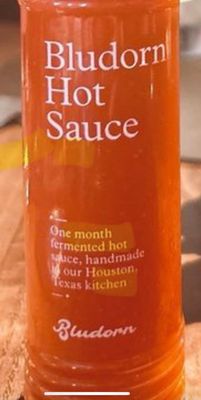 Bludorn
Hot
Sauce
One month
fermented hot
sauce, handmade
in our Houston,
Texas kitchen
Bludorn